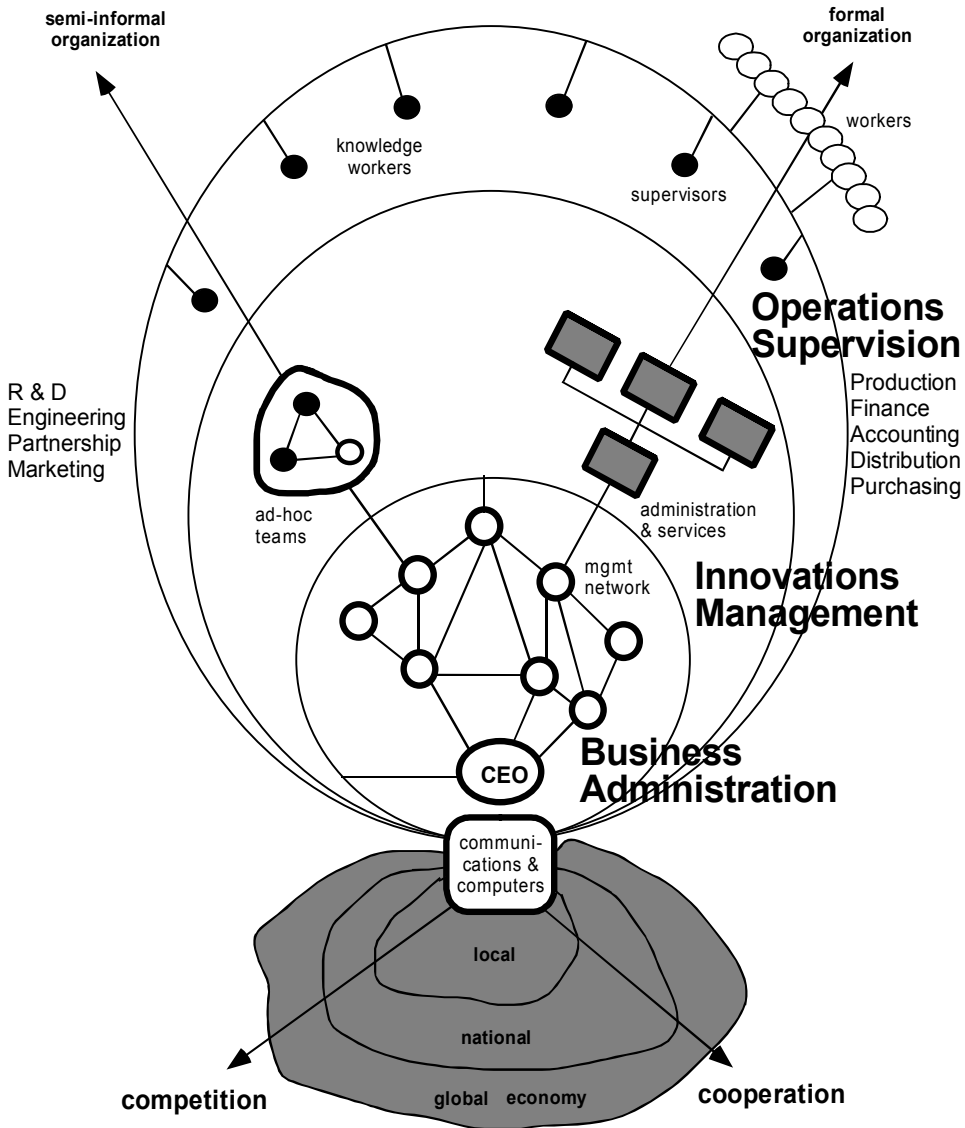 semi-informal
organization
formal
organization
workers
knowledge
workers
supervisors
Operations
Supervision
R & D
Engineering
Partnership
Marketing
Production
Finance
Accounting
Distribution
Purchasing
ad-hoc
teams
administration
& services
mgmt
network
Innovations
Management
Business
Administration
CEO
communi-
cations &
computers
local
national
global economy
competition
cooperation